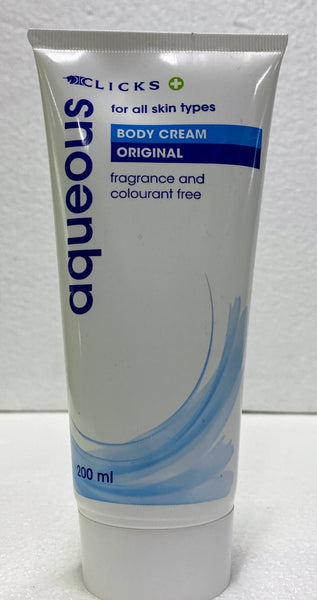 CLICKS
aqueous
for all skin types
BODY CREAM
ORIGINAL
fragrance and
colourant free
200 ml